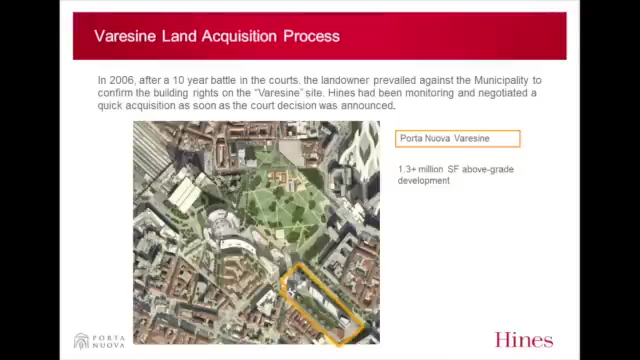 Varesine Land Acquisition Process
In 2006, after a 10 year battle in the courts, the landowner prevailed against the Municipality to
confirm the building rights on the "Varesine" site. Hines had been monitoring and negotiated a
quick acquisition as soon as the court decision was announced.
Porta Nuova Varesine
1.3+ million SF above-grade
development
PORTA
NUOVA
Hines